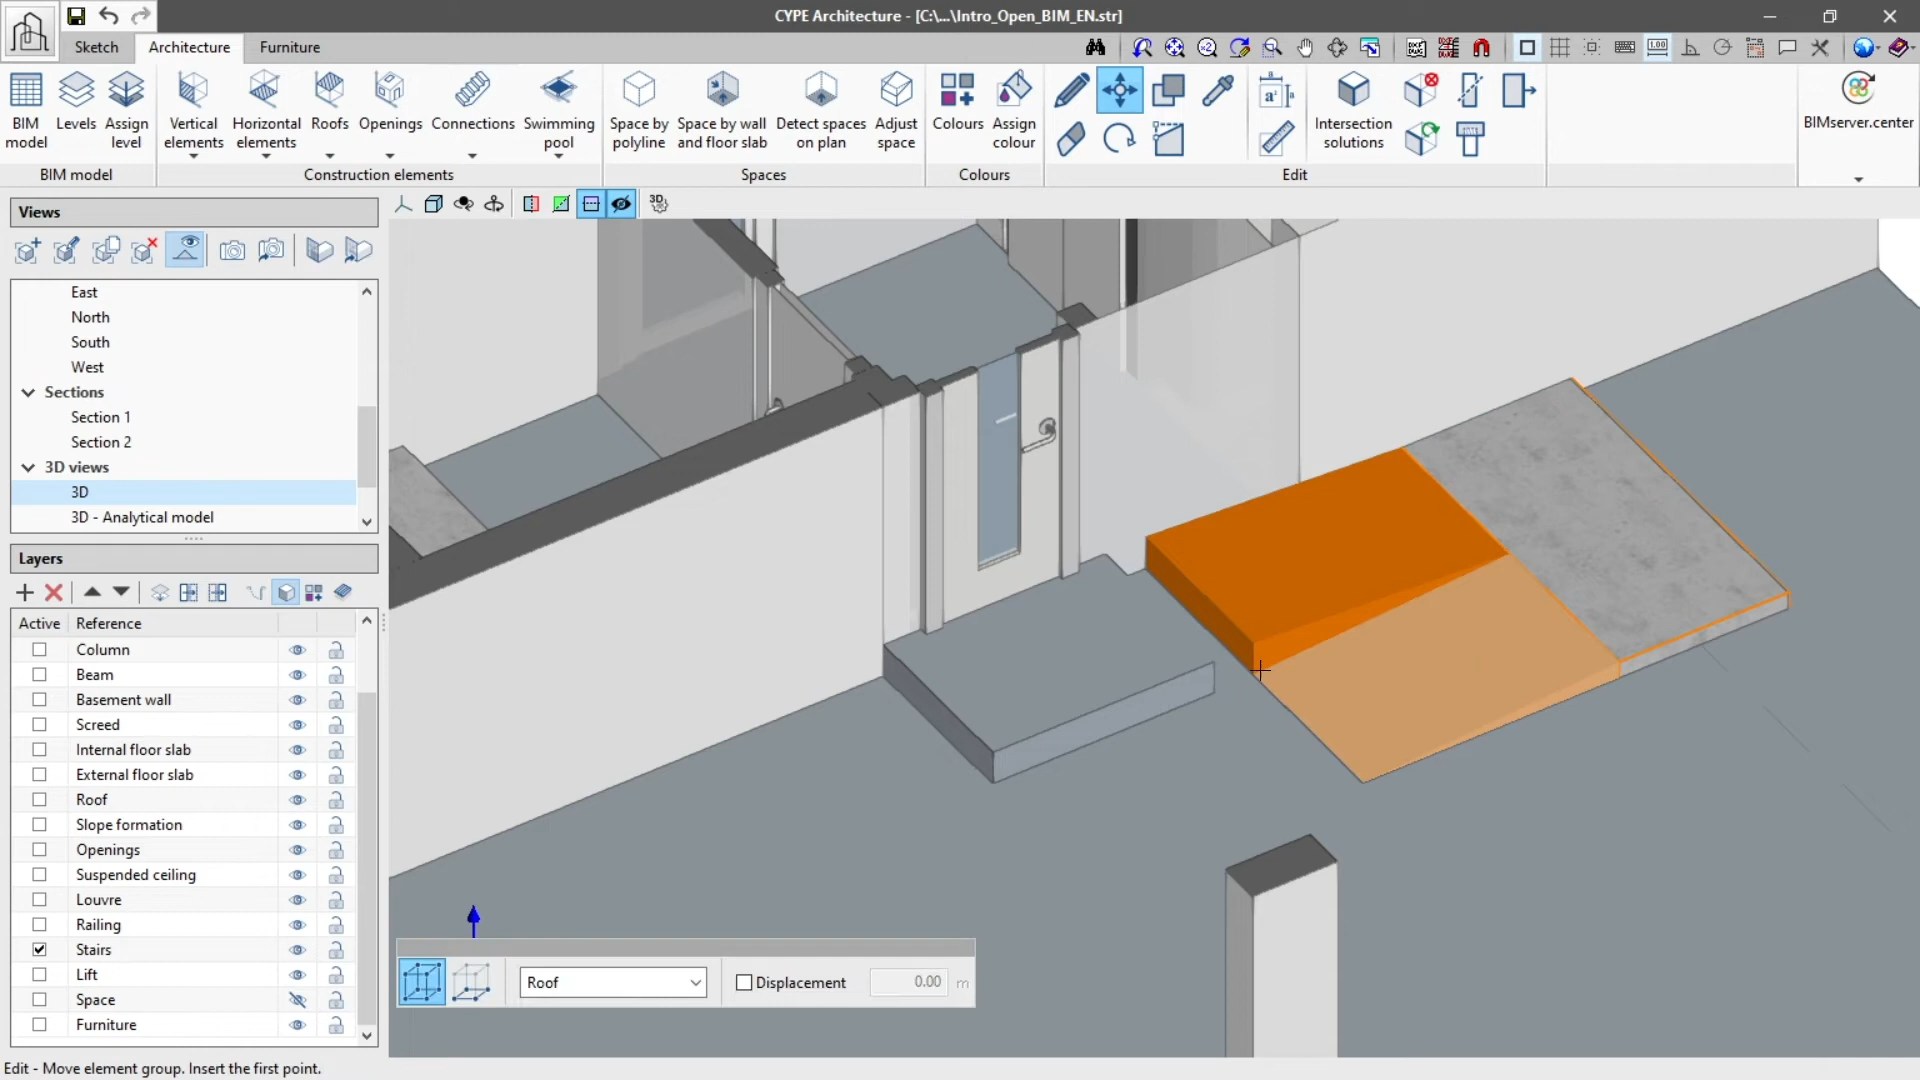 CYPE Architecture - [C:\...\Intro_Open_BIM_EN.str]
Sketch
Architecture
Furniture
BIM model
Levels
Assign level
Vertical elements
Horizontal elements
Roofs
Openings
Connections
Swimming pool
Space by polyline
Space by wall and floor slab
Detect spaces on plan
Adjust space
Colours
Assign colour
Intersection solutions
BIMserver.center
BIM model
Construction elements
Spaces
Colours
Edit
Views
3D
East
North
South
West
Sections
Section 1
Section 2
3D views
3D
3D - Analytical model
Layers
Active Reference
Column
Beam
Basement wall
Screed
Internal floor slab
External floor slab
Roof
Slope formation
Openings
Suspended ceiling
Louvre
Railing
Stairs
Lift
Space
Furniture
Roof
Displacement
0.00 m
Edit - Move element group. Insert the first point.